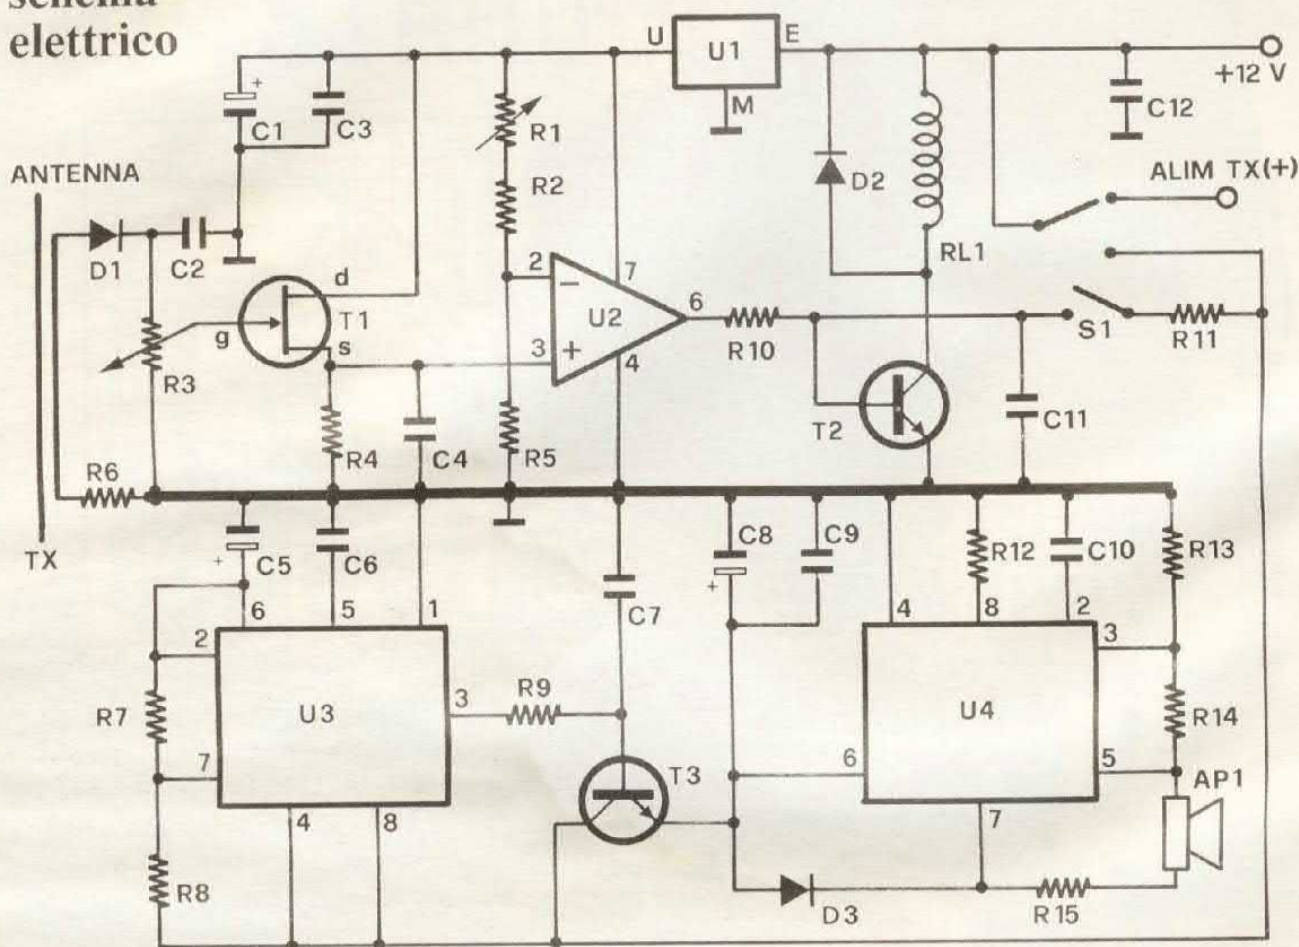 schema
elettrico
U
U1
E
M
+12 V
C12
+
C1
C3
R1
R2
D2
RL1
ALIM TX(+)
ANTENNA
D1
C2
d
T1
g
s
R3
2
−
7
U2
6
3
+
4
R10
S1
R11
R4
C4
R5
T2
C11
R6
TX
+
C5
C6
C7
C8
+
C9
R12
C10
R13
6
5
1
2
U3
3
R9
R7
7
4
8
R8
T3
4
8
2
3
U4
R14
6
5
7
AP1
D3
R15